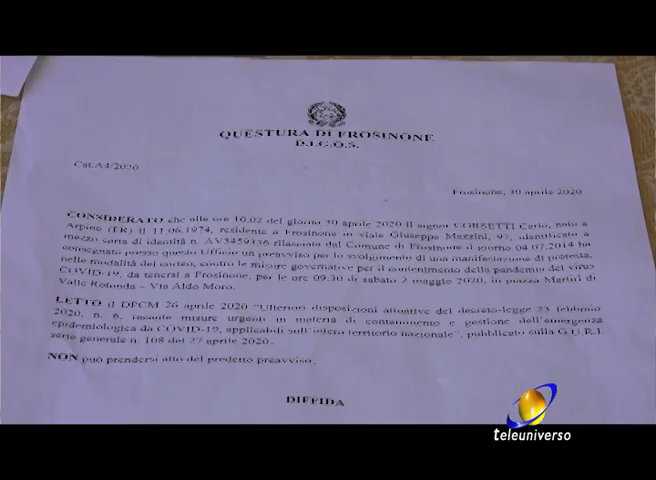 QUESTURA DI FROSINONE
D.I.G.O.S.
Cat.A4/2020
Frosinone, 30 aprile 2020
CONSIDERATO che alle ore 10.02 del giorno 30 aprile 2020 il signor Carlo, nato a
Arpino (FR) il 11.06.1974, residente a Frosinone in viale Giuseppe Mazzini, 97, identificato a
mezzo carta di identità n. rilasciata dal Comune di Frosinone il giorno 04.07.2014 ha
consegnato presso questo Ufficio un preavviso per lo svolgimento di una manifestazione di protesta,
nelle modalità del corteo, contro le misure governative per il contenimento della pandemia del virus
COVID-19, da tenersi a Frosinone, per le ore 09.30 di sabato 2 maggio 2020, in piazza Martiri di
Valle Rotonda – Via Aldo Moro.
LETTO il DPCM 26 aprile 2020 "Ulteriori disposizioni attuative del decreto-legge 23 febbraio
2020, n. 6, recante misure urgenti in materia di contenimento e gestione dell'emergenza
epidemiologica da COVID-19, applicabili sull'intero territorio nazionale", pubblicato sulla G.U.R.I.
serie generale n. 108 del 27 aprile 2020.
NON può prendersi atto del predetto preavviso.
DIFFIDA
teleuniverso